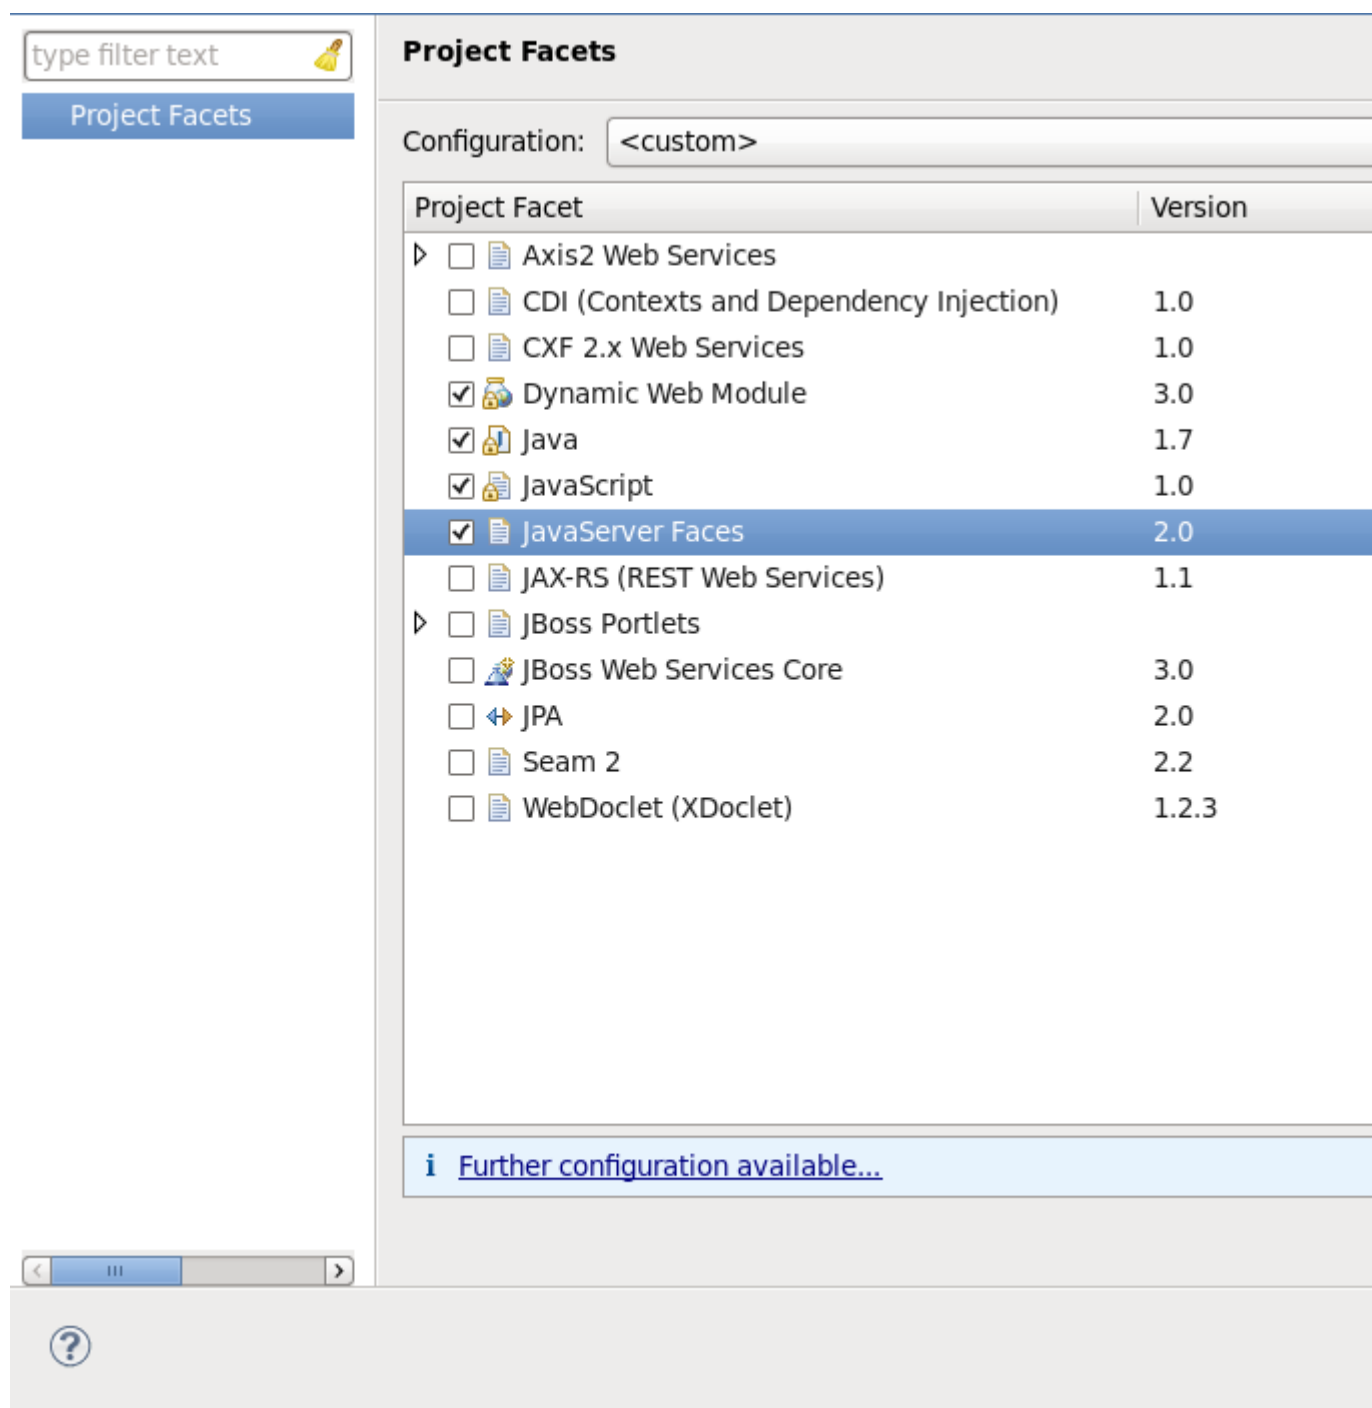 type filter text
Project Facets
Project Facets
Configuration: <custom>
Project Facet Version
Axis2 Web Services
CDI (Contexts and Dependency Injection) 1.0
CXF 2.x Web Services 1.0
Dynamic Web Module 3.0
Java 1.7
JavaScript 1.0
JavaServer Faces 2.0
JAX-RS (REST Web Services) 1.1
JBoss Portlets
JBoss Web Services Core 3.0
JPA 2.0
Seam 2 2.2
WebDoclet (XDoclet) 1.2.3
i Further configuration available...
?